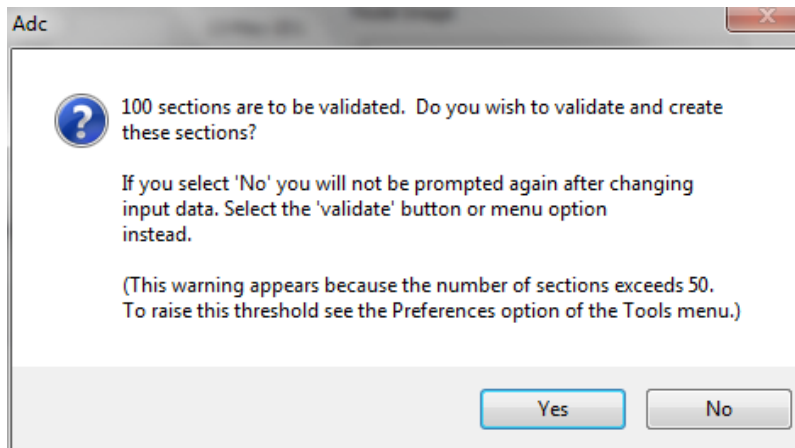 Adc
100 sections are to be validated.  Do you wish to validate and create
these sections?
If you select 'No' you will not be prompted again after changing
input data. Select the 'validate' button or menu option
instead.
(This warning appears because the number of sections exceeds 50.
To raise this threshold see the Preferences option of the Tools menu.)
Yes
No